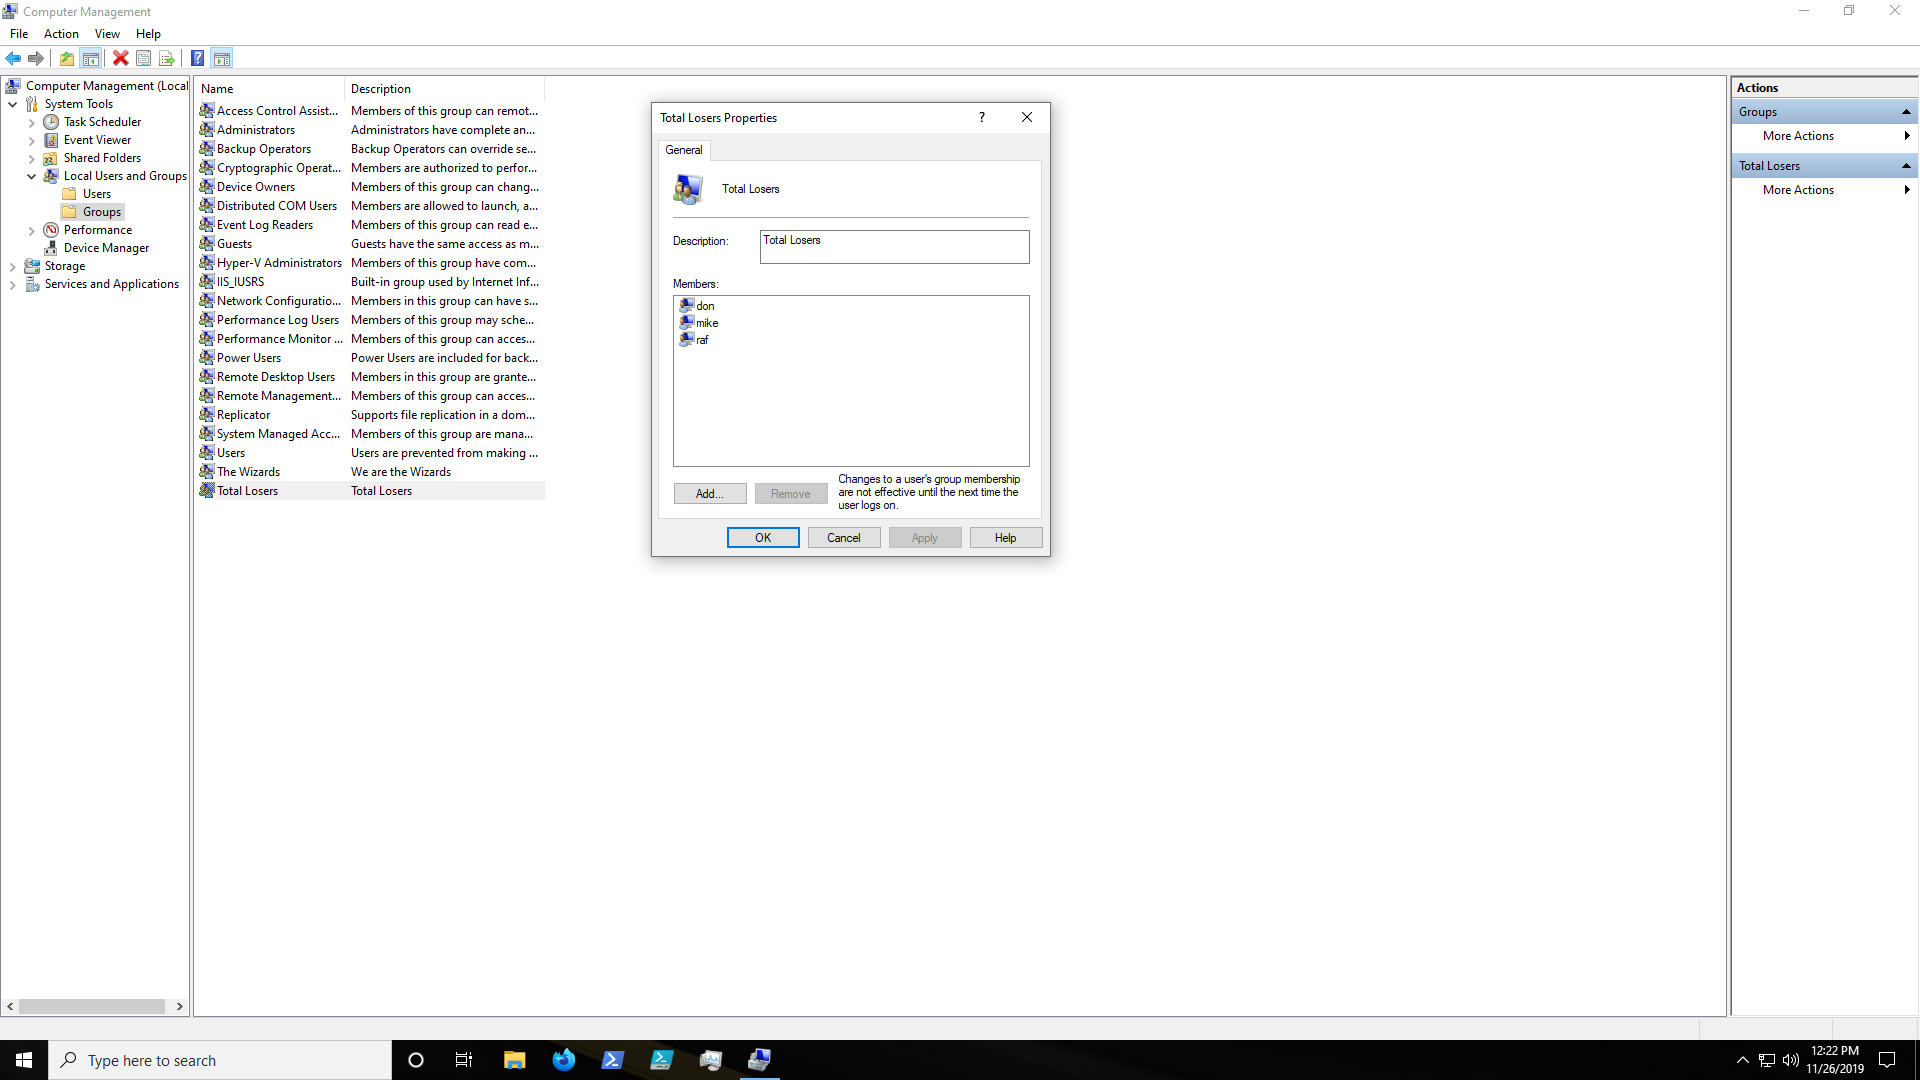 Computer Management
File Action View Help
Computer Management (Local
System Tools
Task Scheduler
Event Viewer
Shared Folders
Local Users and Groups
Users
Groups
Performance
Device Manager
Storage
Services and Applications
Name Description
Access Control Assist... Members of this group can remot...
Administrators Administrators have complete an...
Backup Operators Backup Operators can override se...
Cryptographic Operat... Members are authorized to perfor...
Device Owners Members of this group can chang...
Distributed COM Users Members are allowed to launch, a...
Event Log Readers Members of this group can read e...
Guests Guests have the same access as m...
Hyper-V Administrators Members of this group have com...
IIS_IUSRS Built-in group used by Internet Inf...
Network Configuratio... Members in this group can have s...
Performance Log Users Members of this group may sche...
Performance Monitor ... Members of this group can acces...
Power Users Power Users are included for back...
Remote Desktop Users Members in this group are grante...
Remote Management... Members of this group can acces...
Replicator Supports file replication in a dom...
System Managed Acc... Members of this group are mana...
Users Users are prevented from making ...
The Wizards We are the Wizards
Total Losers Total Losers
Total Losers Properties
?
General
Total Losers
Description: Total Losers
Members:
don
mike
raf
Add... Remove
Changes to a user's group membership
are not effective until the next time the
user logs on.
OK Cancel Apply Help
Actions
Groups
More Actions
Total Losers
More Actions
Type here to search
12:22 PM
11/26/2019